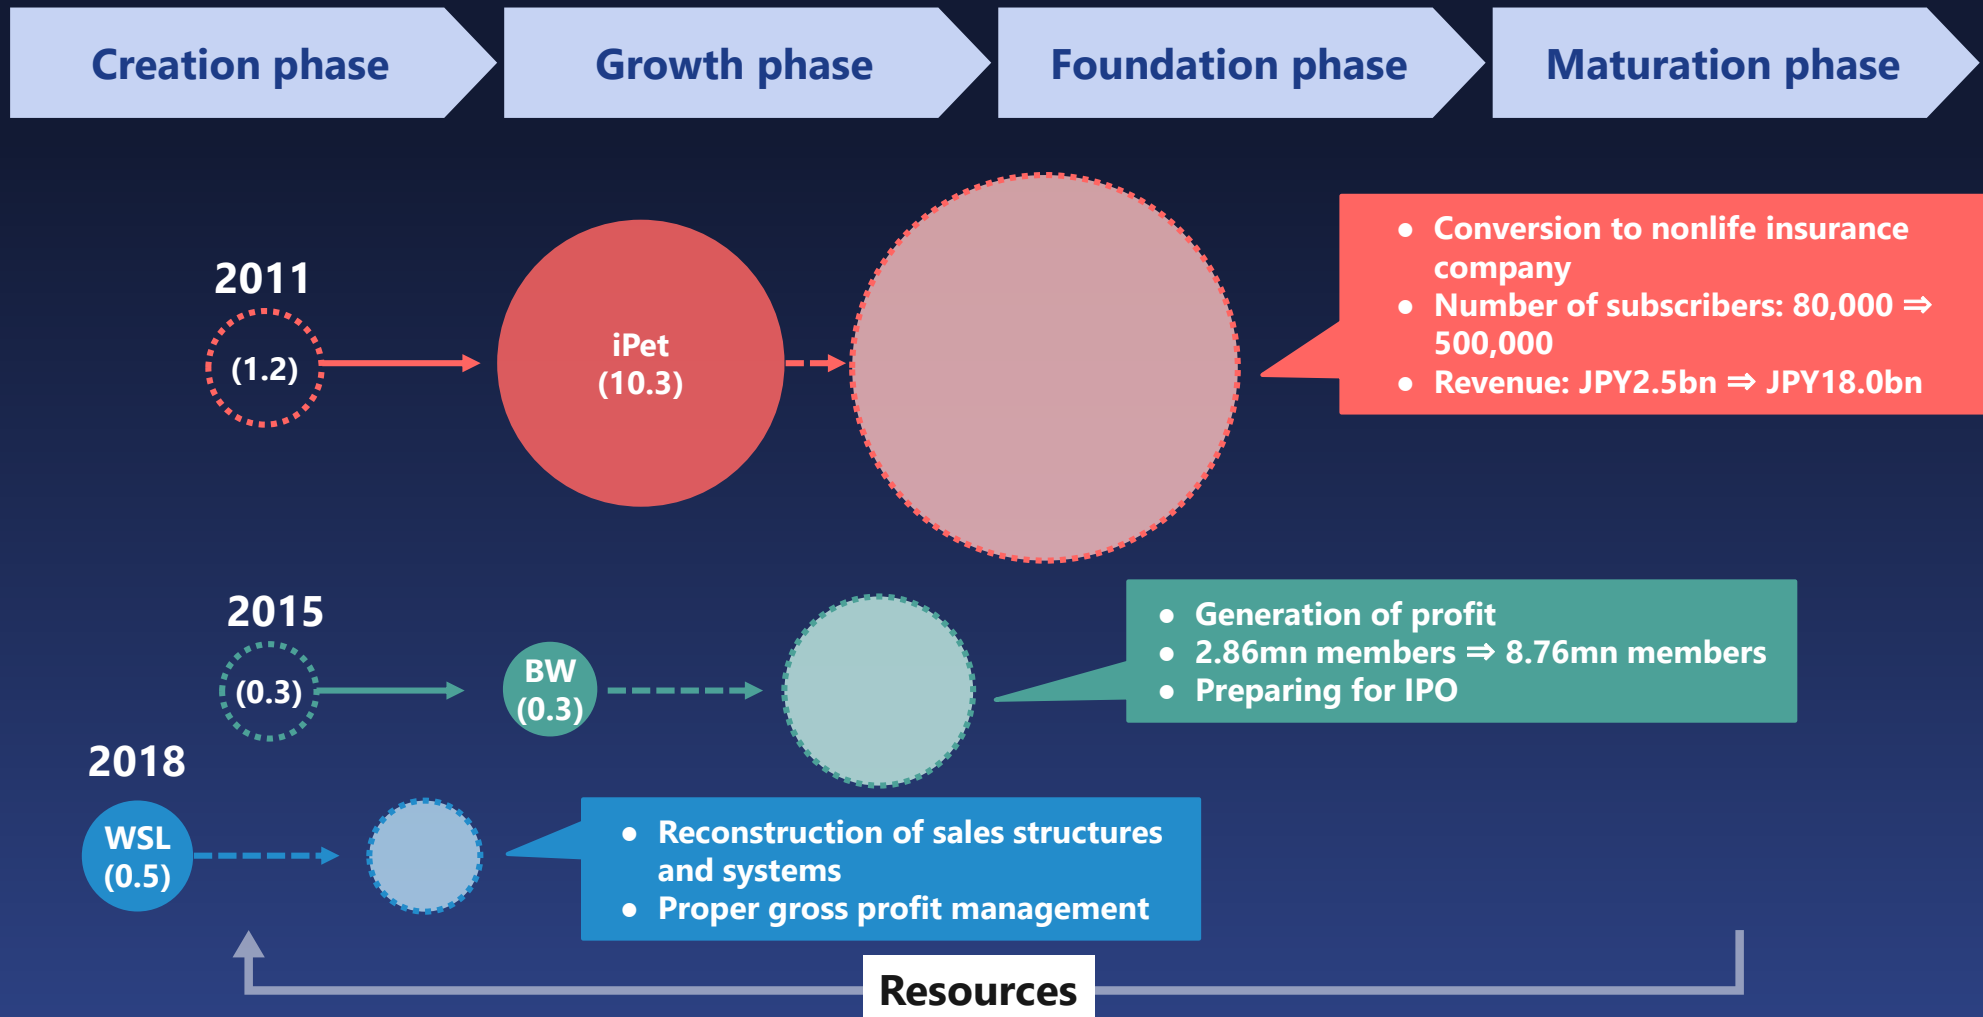 Creation phase
Growth phase
Foundation phase
Maturation phase
2011
(1.2)
iPet
(10.3)
● Conversion to nonlife insurance
company
● Number of subscribers: 80,000 ⇒
500,000
● Revenue: JPY2.5bn ⇒ JPY18.0bn
2015
(0.3)
BW
(0.3)
● Generation of profit
● 2.86mn members ⇒ 8.76mn members
● Preparing for IPO
2018
WSL
(0.5)
● Reconstruction of sales structures
and systems
● Proper gross profit management
Resources